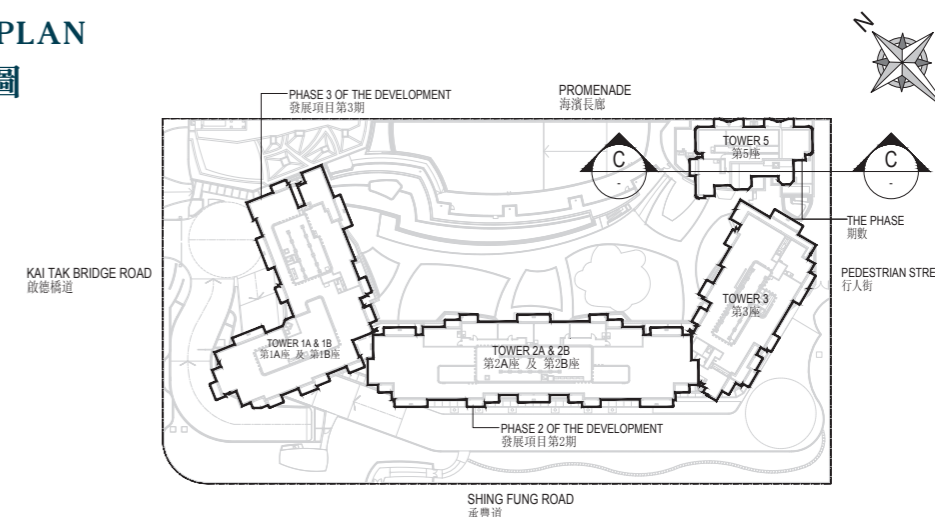 PLAN
圖
N
PHASE 3 OF THE DEVELOPMENT
發展項目第3期
PROMENADE
海濱長廊
TOWER 5
第5座
C
-
C
-
THE PHASE
期數
KAI TAK BRIDGE ROAD
啟德橋道
PEDESTRIAN STRE
行人街
TOWER 3
第3座
TOWER 1A & 1B
第1A座 及 第1B座
TOWER 2A & 2B
第2A座 及 第2B座
PHASE 2 OF THE DEVELOPMENT
發展項目第2期
SHING FUNG ROAD
承豐道